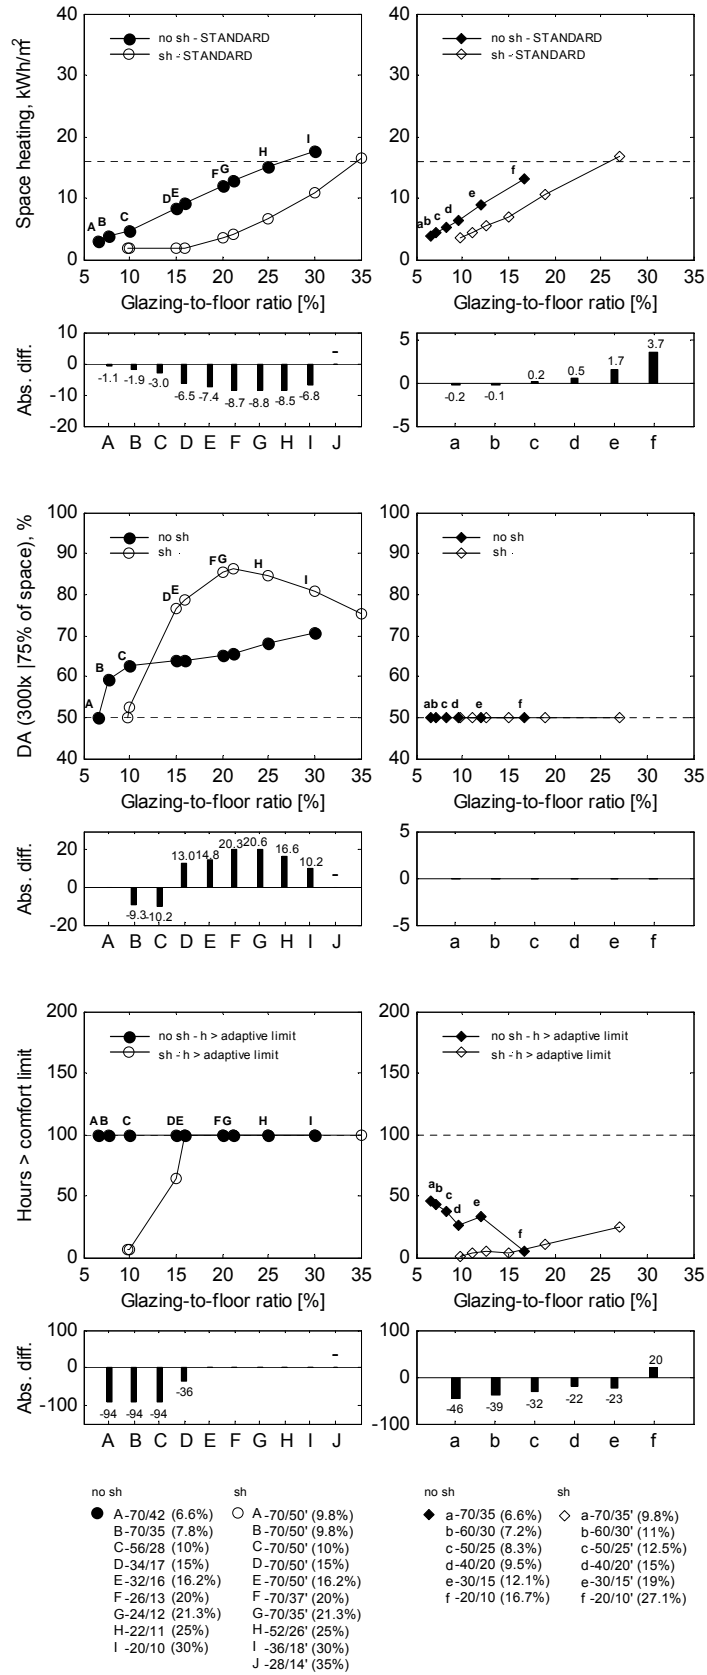 Space heating, kWh/m²
40
30
20
10
0
no sh - STANDARD
sh - STANDARD
A B C D E F G H I
5 10 15 20 25 30 35
Glazing-to-floor ratio [%]
40
30
20
10
0
no sh - STANDARD
sh - STANDARD
a b c d e f
5 10 15 20 25 30 35
Glazing-to-floor ratio [%]
Abs. diff.
10
0
-10
-20
-1.1 -1.9 -3.0 -6.5 -7.4 -8.7 -8.8 -8.5 -6.8 -
A B C D E F G H I J
5
0
-5
-0.2 -0.1 0.2 0.5 1.7 3.7
a b c d e f
DA (300lx |75% of space), %
100
90
80
70
60
50
40
no sh
sh .
A B C D E F G H I
5 10 15 20 25 30 35
Glazing-to-floor ratio [%]
100
90
80
70
60
50
40
no sh
sh .
ab c d e f
5 10 15 20 25 30 35
Glazing-to-floor ratio [%]
Abs. diff.
20
0
-20
-9.3 -10.2 13.0 14.8 20.3 20.6 16.6 10.2 -
A B C D E F G H I J
5
0
-5
a b c d e f
Hours > comfort limit
200
150
100
50
0
no sh - h > adaptive limit
sh - h > adaptive limit
A B C D E F G H I
5 10 15 20 25 30 35
Glazing-to-floor ratio [%]
200
150
100
50
0
no sh - h > adaptive limit
sh - h > adaptive limit
a b c d e f
5 10 15 20 25 30 35
Glazing-to-floor ratio [%]
Abs. diff.
100
0
-100
-94 -94 -94 -36 -
A B C D E F G H I J
100
0
-100
-46 -39 -32 -22 -23 20
a b c d e f
no sh
A-70/42 (6.6%)
B-70/35 (7.8%)
C-56/28 (10%)
D-34/17 (15%)
E-32/16 (16.2%)
F-26/13 (20%)
G-24/12 (21.3%)
H-22/11 (25%)
I -20/10 (30%)
sh
A -70/50' (9.8%)
B -70/50' (9.8%)
C-70/50' (10%)
D-70/50' (15%)
E -70/50' (16.2%)
F -70/37' (20%)
G-70/35' (21.3%)
H-52/26' (25%)
I -36/18' (30%)
J -28/14' (35%)
no sh
a-70/35 (6.6%)
b-60/30 (7.2%)
c-50/25 (8.3%)
d-40/20 (9.5%)
e-30/15 (12.1%)
f -20/10 (16.7%)
sh
a-70/35' (9.8%)
b-60/30' (11%)
c-50/25' (12.5%)
d-40/20' (15%)
e-30/15' (19%)
f -20/10' (27.1%)